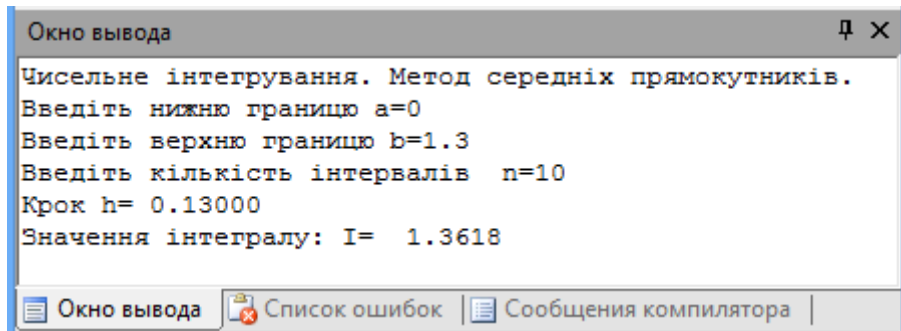 Окно вывода
Чисельне інтегрування. Метод середніх прямокутників.
Введіть нижню границю a=0
Введіть верхню границю b=1.3
Введіть кількість інтервалів  n=10
Крок h= 0.13000
Значення інтегралу: I=  1.3618
Окно вывода Список ошибок Сообщения компилятора